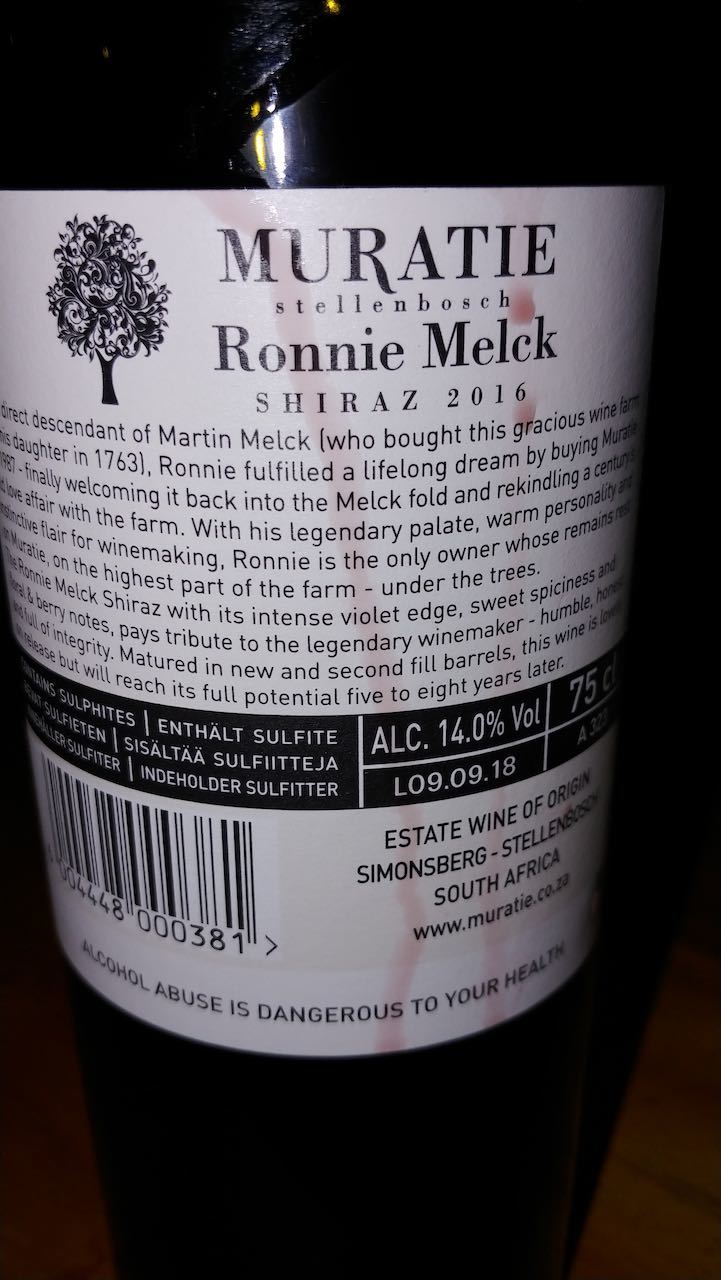 MURATIE
stellenbosch
Ronnie Melck
SHIRAZ 2016
direct descendant of Martin Melck (who bought this gracious wine farm
his daughter in 1763), Ronnie fulfilled a lifelong dream by buying Muratie
1987 - finally welcoming it back into the Melck fold and rekindling a century's
love affair with the farm. With his legendary palate, warm personality and
flair for winemaking, Ronnie is the only owner whose remains rest
Muratie, on the highest part of the farm - under the trees.
Ronnie Melck Shiraz with its intense violet edge, sweet spiciness and
& berry notes, pays tribute to the legendary winemaker - humble, honest
and full of integrity. Matured in new and second fill barrels, this wine is lovely
release but will reach its full potential five to eight years later.
CONTAINS SULPHITES | ENTHÄLT SULFITE
SULFIETEN | SISÄLTÄÄ SULFIITTEJA
SULFITER | INDEHOLDER SULFITTER
ALC. 14.0% Vol
75 cl
L09.09.18
A 323
ESTATE WINE OF ORIGIN
SIMONSBERG - STELLENBOSCH
SOUTH AFRICA
www.muratie.co.za
004448 000381 >
ALCOHOL ABUSE IS DANGEROUS TO YOUR HEALTH